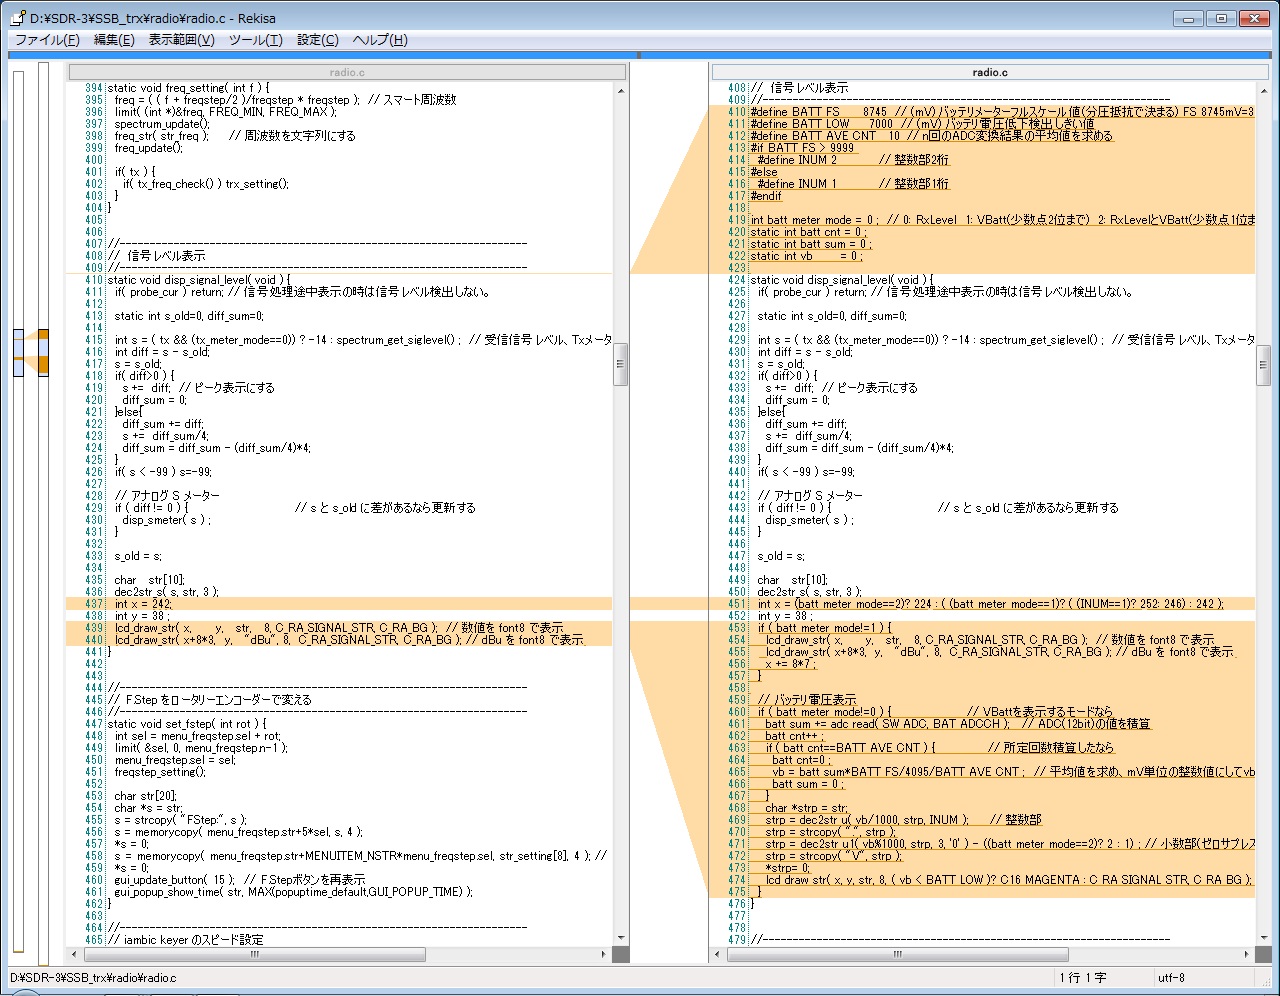 D:¥SDR-3¥SSB_trx¥radio¥radio.c - Rekisa
ファイル(F) 編集(E) 表示範囲(V) ツール(T) 設定(C) ヘルプ(H)
radio.c
394 static void freq_setting( int f ) {
395 freq = ( ( f + freqstep/2 )/freqstep * freqstep ); // スマート周波数
396 limit( (int *)&freq, FREQ_MIN, FREQ_MAX );
397 spectrum_update();
398 freq_str( str_freq ); // 周波数を文字列にする
399 freq_update();
400
401 if( tx ) {
402 if( tx_freq_check() ) trx_setting();
403 }
404 }
405
406
407 //--------------------------------------------------------------------
408 // 信号レベル表示
409 //--------------------------------------------------------------------
410 static void disp_signal_level( void ) {
411 if( probe_cur ) return; // 信号処理途中表示の時は信号レベル検出しない。
412
413 static int s_old=0, diff_sum=0;
414
415 int s = ( tx && (tx_meter_mode==0)) ? -14 : spectrum_get_siglevel() ; // 受信信号レベル、Txメータ
416 int diff = s - s_old;
417 s = s_old;
418 if( diff>0 ) {
419 s += diff; // ピーク表示にする
420 diff_sum = 0;
421 }else{
422 diff_sum += diff;
423 s += diff_sum/4;
424 diff_sum = diff_sum - (diff_sum/4)*4;
425 }
426 if( s < -99 ) s=-99;
427
428 // アナログ S メーター
429 if ( diff != 0 ) { // s と s_old に差があるなら更新する
430 disp_smeter( s ) ;
431 }
432
433 s_old = s;
434
435 char str[10];
436 dec2str_s( s, str, 3 );
437 int x = 242;
438 int y = 38 ;
439 lcd_draw_str( x, y, str, 8, C_RA_SIGNAL_STR, C_RA_BG ); // 数値を font8 で表示
440 lcd_draw_str( x+8*3, y, "dBu", 8, C_RA_SIGNAL_STR, C_RA_BG ); // dBu を font8 で表示
441 }
442
443
444 //--------------------------------------------------------------------
445 // F.Step をロータリーエンコーダーで変える
446 //--------------------------------------------------------------------
447 static void set_fstep( int rot ) {
448 int sel = menu_freqstep.sel + rot;
449 limit( &sel, 0, menu_freqstep.n-1 );
450 menu_freqstep.sel = sel;
451 freqstep_setting();
452
453 char str[20];
454 char *s = str;
455 s = strcopy( "FStep:", s );
456 s = memorycopy( menu_freqstep.str+5*sel, s, 4 );
457 *s = 0;
458 s = memorycopy( menu_freqstep.str+MENUITEM_NSTR*menu_freqstep.sel, str_setting[8], 4 ); //
459 *s = 0;
460 gui_update_button( 15 ); // F.Stepボタンを再表示
461 gui_popup_show_time( str, MAX(popuptime_default,GUI_POPUP_TIME) );
462 }
463
464 //--------------------------------------------------------------------
465 // iambic keyer のスピード設定
radio.c
408 // 信号レベル表示
409 //--------------------------------------------------------------------
410 #define BATT_FS 8745 // (mV) バッテリメーターフルスケール値(分圧抵抗で決まる) FS 8745mV=3
411 #define BATT_LOW 7000 // (mV) バッテリ電圧低下検出しきい値
412 #define BATT_AVE_CNT 10 // n回のADC変換結果の平均値を求める
413 #if BATT_FS > 9999
414 #define INUM 2 // 整数部2桁
415 #else
416 #define INUM 1 // 整数部1桁
417 #endif
418
419 int batt_meter_mode = 0 ; // 0: RxLevel 1: VBatt(少数点2位まで) 2: RxLevelとVBatt(少数点1位ま
420 static int batt_cnt = 0 ;
421 static int batt_sum = 0 ;
422 static int vb = 0 ;
423
424 static void disp_signal_level( void ) {
425 if( probe_cur ) return; // 信号処理途中表示の時は信号レベル検出しない。
426
427 static int s_old=0, diff_sum=0;
428
429 int s = ( tx && (tx_meter_mode==0)) ? -14 : spectrum_get_siglevel() ; // 受信信号レベル、Txメータ
430 int diff = s - s_old;
431 s = s_old;
432 if( diff>0 ) {
433 s += diff; // ピーク表示にする
434 diff_sum = 0;
435 }else{
436 diff_sum += diff;
437 s += diff_sum/4;
438 diff_sum = diff_sum - (diff_sum/4)*4;
439 }
440 if( s < -99 ) s=-99;
441
442 // アナログ S メーター
443 if ( diff != 0 ) { // s と s_old に差があるなら更新する
444 disp_smeter( s ) ;
445 }
446
447 s_old = s;
448
449 char str[10];
450 dec2str_s( s, str, 3 );
451 int x = (batt_meter_mode==2)? 224 : ( (batt_meter_mode==1)? ( (INUM==1)? 252: 246) : 242 );
452 int y = 38 ;
453 if ( batt_meter_mode!=1 ) {
454 lcd_draw_str( x, y, str, 8, C_RA_SIGNAL_STR, C_RA_BG ); // 数値を font8 で表示
455 lcd_draw_str( x+8*3, y, "dBu", 8, C_RA_SIGNAL_STR, C_RA_BG ); // dBu を font8 で表示
456 x += 8*7 ;
457 }
458
459 // バッテリ電圧表示
460 if ( batt_meter_mode!=0 ) { // VBattを表示するモードなら
461 batt_sum += adc_read( SW_ADC, BAT_ADCCH ); // ADC(12bit)の値を積算
462 batt_cnt++ ;
463 if ( batt_cnt==BATT_AVE_CNT ) { // 所定回数積算したなら
464 batt_cnt=0 ;
465 vb = batt_sum*BATT_FS/4095/BATT_AVE_CNT ; // 平均値を求め、mV単位の整数値にしてvb
466 batt_sum = 0 ;
467 }
468 char *strp = str;
469 strp = dec2str_u( vb/1000, strp, INUM ); // 整数部
470 strp = strcopy( ".", strp );
471 strp = dec2str_u1( vb%1000, strp, 3, '0' ) - ((batt_meter_mode==2)? 2 : 1) ; // 小数部(ゼロサプレス
472 strp = strcopy( "V", strp );
473 *strp= 0;
474 lcd_draw_str( x, y, str, 8, ( vb < BATT_LOW )? C16_MAGENTA : C_RA_SIGNAL_STR, C_RA_BG );
475 }
476 }
477
478
479 //--------------------------------------------------------------------
D:¥SDR-3¥SSB_trx¥radio¥radio.c 1 行 1 字 utf-8